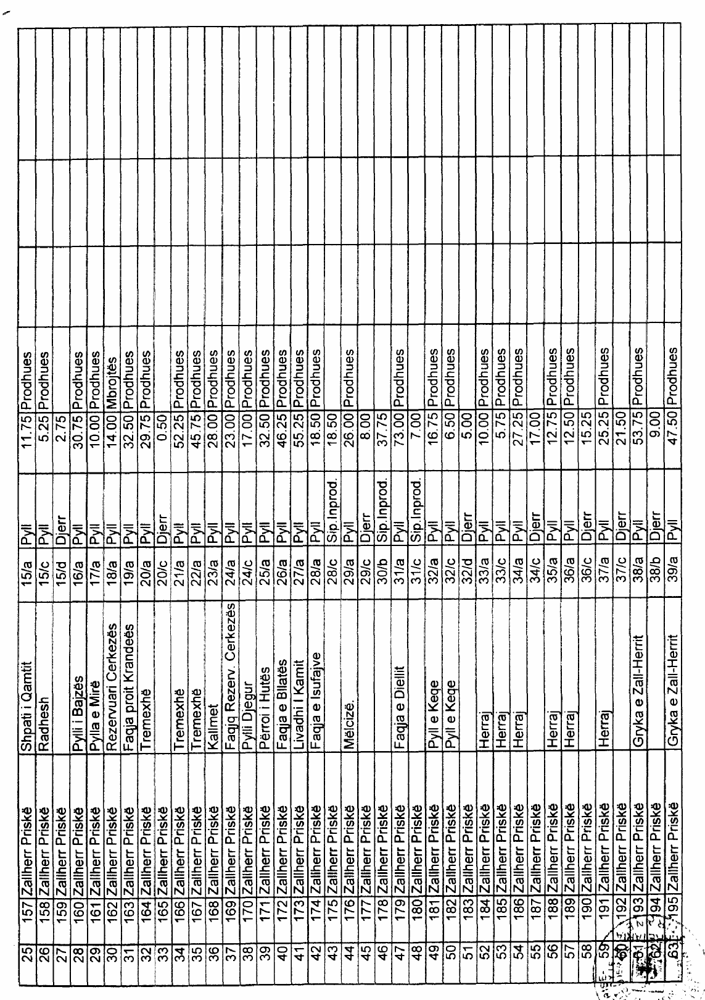 25 157 Zallherr Priskë Shpati i Qamtit 15/a Pyll 11.75 Prodhues
26 158 Zallherr Priskë Radhesh 15/c Pyll 5.25 Prodhues
27 159 Zallherr Priskë 15/d Djerr 2.75
28 160 Zallherr Priskë Pylli i Bajzës 16/a Pyll 30.75 Prodhues
29 161 Zallherr Priskë Pylla e Mirë 17/a Pyll 10.00 Prodhues
30 162 Zallherr Priskë Rezervuari Cerkezës 18/a Pyll 14.00 Mbrojtës
31 163 Zallherr Priskë Faqja proit Krandeës 19/a Pyll 32.50 Prodhues
32 164 Zallherr Priskë Tremexhë 20/a Pyll 29.75 Prodhues
33 165 Zallherr Priskë 20/c Djerr 0.50
34 166 Zallherr Priskë Tremexhë 21/a Pyll 52.25 Prodhues
35 167 Zallherr Priskë Tremexhë 22/a Pyll 45.75 Prodhues
36 168 Zallherr Priskë Kallmet 23/a Pyll 28.00 Prodhues
37 169 Zallherr Priskë Faqjq Rezerv. Cerkezës 24/a Pyll 23.00 Prodhues
38 170 Zallherr Priskë Pylli Djegur 24/c Pyll 17.00 Prodhues
39 171 Zallherr Priskë Përroi i Hutës 25/a Pyll 32.50 Prodhues
40 172 Zallherr Priskë Faqja e Bllatës 26/a Pyll 46.25 Prodhues
41 173 Zallherr Priskë Livadhi I Kamit 27/a Pyll 55.25 Prodhues
42 174 Zallherr Priskë Faqja e Isufajve 28/a Pyll 18.50 Prodhues
43 175 Zallherr Priskë 28/c Sip.Inprod. 18.50
44 176 Zallherr Priskë Mëlcizë. 29/a Pyll 26.00 Prodhues
45 177 Zallherr Priskë 29/c Djerr 8.00
46 178 Zallherr Priskë 30/b Sip.Inprod. 37.75
47 179 Zallherr Priskë Faqja e Diellit 31/a Pyll 73.00 Prodhues
48 180 Zallherr Priskë 31/c Sip.Inprod. 7.00
49 181 Zallherr Priskë Pyll e Keqe 32/a Pyll 16.75 Prodhues
50 182 Zallherr Priskë Pyll e Keqe 32/c Pyll 6.50 Prodhues
51 183 Zallherr Priskë 32/d Djerr 5.00
52 184 Zallherr Priskë Herraj 33/a Pyll 10.00 Prodhues
53 185 Zallherr Priskë Herraj 33/c Pyll 5.75 Prodhues
54 186 Zallherr Priskë Herraj 34/a Pyll 27.25 Prodhues
55 187 Zallherr Priskë 34/c Djerr 17.00
56 188 Zallherr Priskë Herraj 35/a Pyll 12.75 Prodhues
57 189 Zallherr Priskë Herraj 36/a Pyll 12.50 Prodhues
58 190 Zallherr Priskë 36/c Djerr 15.25
59 191 Zallherr Priskë Herraj 37/a Pyll 25.25 Prodhues
60 192 Zallherr Priskë 37/c Djerr 21.50
61 193 Zallherr Priskë Gryka e Zall-Herrit 38/a Pyll 53.75 Prodhues
62 194 Zallherr Priskë 38/b Djerr 9.00
63 195 Zallherr Priskë Gryka e Zall-Herrit 39/a Pyll 47.50 Prodhues